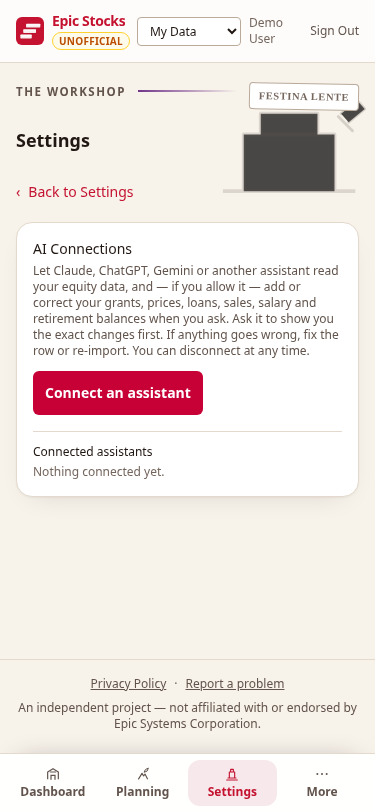 Epic Stocks
UNOFFICIAL
My Data
Demo
User
Sign Out
THE WORKSHOP
FESTINA LENTE
Settings
‹ Back to Settings
AI Connections
Let Claude, ChatGPT, Gemini or another assistant read
your equity data, and — if you allow it — add or
correct your grants, prices, loans, sales, salary and
retirement balances when you ask. Ask it to show you
the exact changes first. If anything goes wrong, fix the
row or re-import. You can disconnect at any time.
Connect an assistant
Connected assistants
Nothing connected yet.
Privacy Policy · Report a problem
An independent project — not affiliated with or endorsed by
Epic Systems Corporation.
Dashboard Planning Settings More